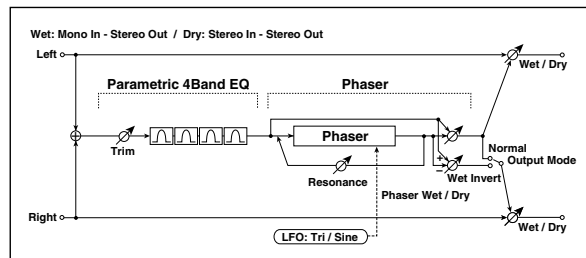 Wet: Mono In - Stereo Out / Dry: Stereo In - Stereo Out
Left
Wet / Dry
Parametric 4Band EQ
Phaser
Trim
Phaser
+
−
Normal
Output Mode
Wet Invert
Resonance
Phaser Wet / Dry
Right
Wet / Dry
LFO: Tri / Sine